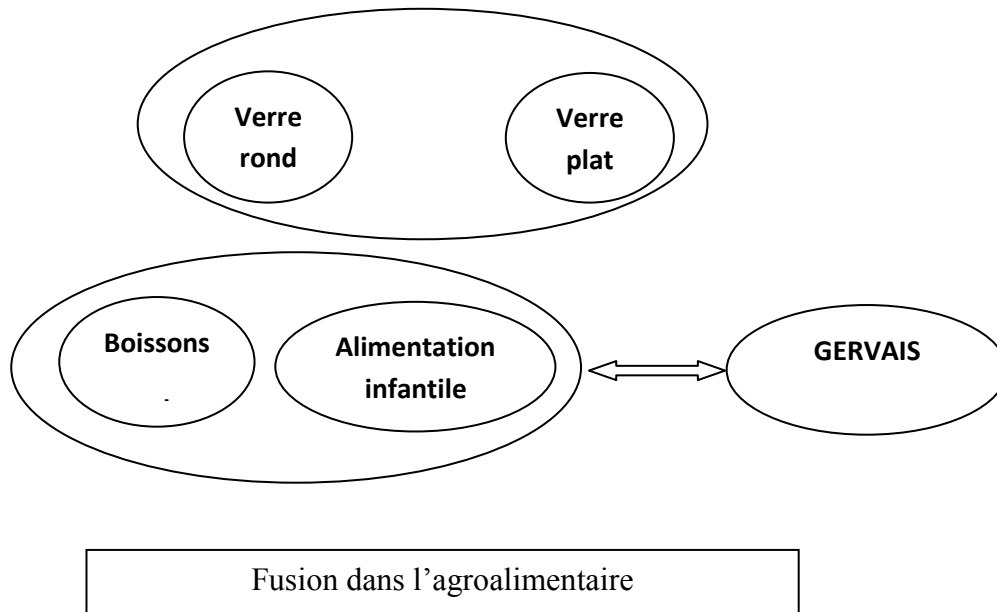 Verre
rond
Verre
plat
Boissons
Alimentation
infantile
GERVAIS
Fusion dans l’agroalimentaire